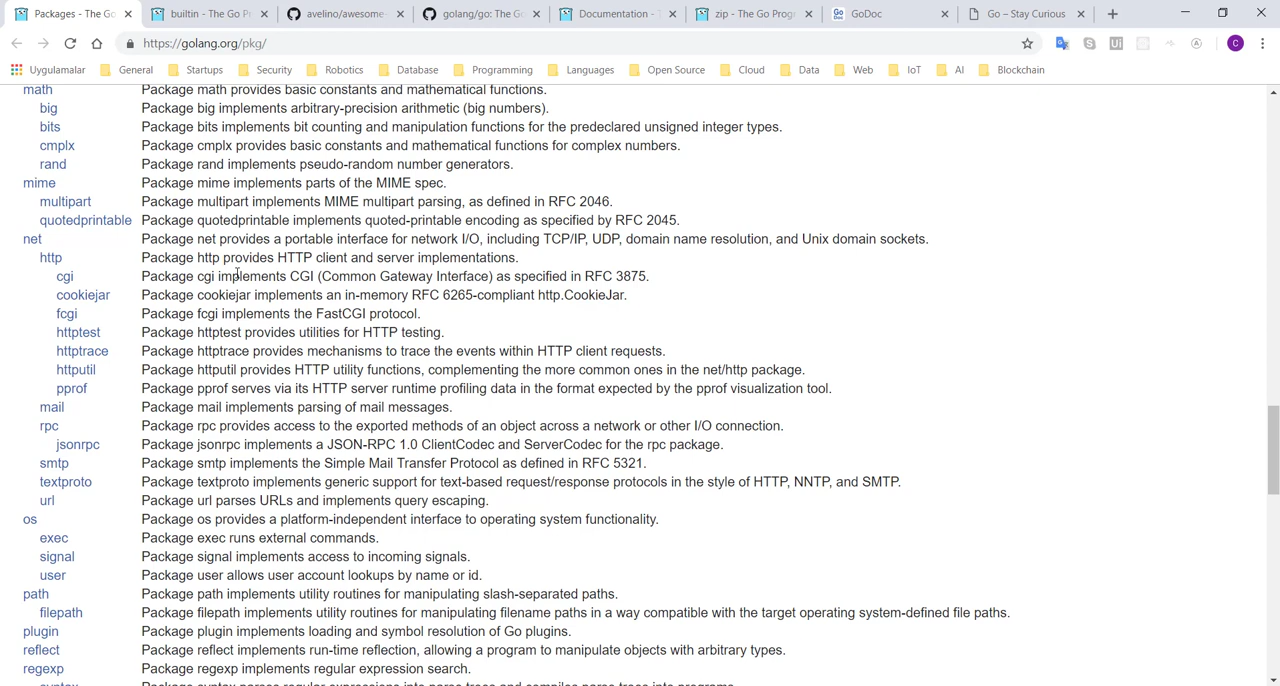 Packages - The Go
builtin - The Go P
avelino/awesome-
golang/go: The G
Documentation - T
zip - The Go Prog
Go Doc GoDoc
Go – Stay Curious
https://golang.org/pkg/
Ui
C
Uygulamalar General Startups Security Robotics Database Programming Languages Open Source Cloud Data Web IoT AI Blockchain
math Package math provides basic constants and mathematical functions.
big Package big implements arbitrary-precision arithmetic (big numbers).
bits Package bits implements bit counting and manipulation functions for the predeclared unsigned integer types.
cmplx Package cmplx provides basic constants and mathematical functions for complex numbers.
rand Package rand implements pseudo-random number generators.
mime Package mime implements parts of the MIME spec.
multipart Package multipart implements MIME multipart parsing, as defined in RFC 2046.
quotedprintable Package quotedprintable implements quoted-printable encoding as specified by RFC 2045.
net Package net provides a portable interface for network I/O, including TCP/IP, UDP, domain name resolution, and Unix domain sockets.
http Package http provides HTTP client and server implementations.
cgi Package cgi implements CGI (Common Gateway Interface) as specified in RFC 3875.
cookiejar Package cookiejar implements an in-memory RFC 6265-compliant http.CookieJar.
fcgi Package fcgi implements the FastCGI protocol.
httptest Package httptest provides utilities for HTTP testing.
httptrace Package httptrace provides mechanisms to trace the events within HTTP client requests.
httputil Package httputil provides HTTP utility functions, complementing the more common ones in the net/http package.
pprof Package pprof serves via its HTTP server runtime profiling data in the format expected by the pprof visualization tool.
mail Package mail implements parsing of mail messages.
rpc Package rpc provides access to the exported methods of an object across a network or other I/O connection.
jsonrpc Package jsonrpc implements a JSON-RPC 1.0 ClientCodec and ServerCodec for the rpc package.
smtp Package smtp implements the Simple Mail Transfer Protocol as defined in RFC 5321.
textproto Package textproto implements generic support for text-based request/response protocols in the style of HTTP, NNTP, and SMTP.
url Package url parses URLs and implements query escaping.
os Package os provides a platform-independent interface to operating system functionality.
exec Package exec runs external commands.
signal Package signal implements access to incoming signals.
user Package user allows user account lookups by name or id.
path Package path implements utility routines for manipulating slash-separated paths.
filepath Package filepath implements utility routines for manipulating filename paths in a way compatible with the target operating system-defined file paths.
plugin Package plugin implements loading and symbol resolution of Go plugins.
reflect Package reflect implements run-time reflection, allowing a program to manipulate objects with arbitrary types.
regexp Package regexp implements regular expression search.
syntax Package syntax parses regular expressions into parse trees and compiles parse trees into programs.